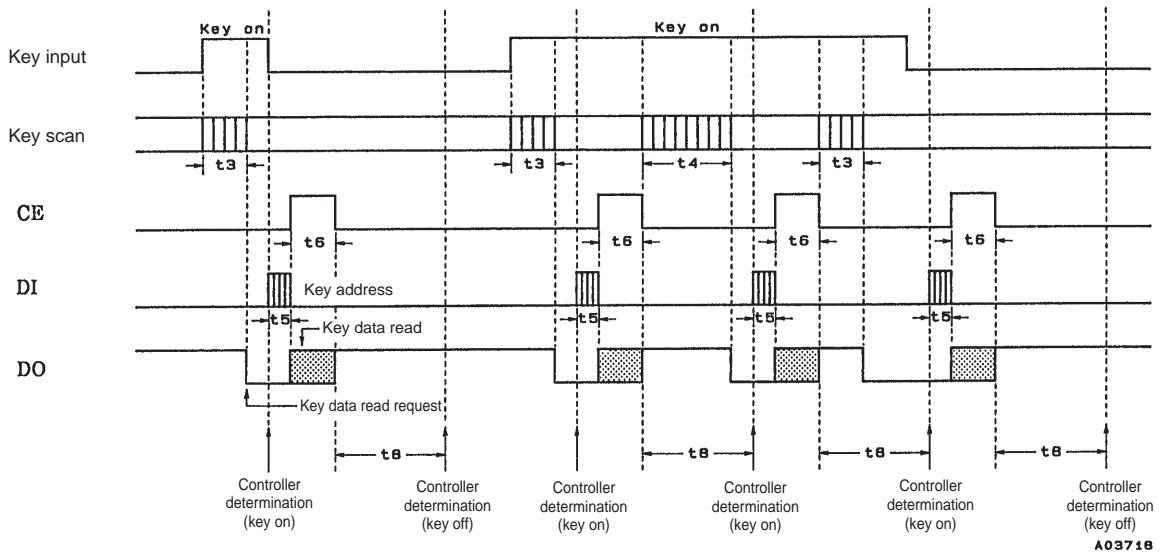 Key on
Key on
Key input
Key scan
t3
t3
t4
t3
CE
t6
t6
t6
t6
DI
Key address
t5
t5
t5
t5
Key data read
DO
Key data read request
t8
t8
t8
t8
Controller
determination
(key on)
Controller
determination
(key off)
Controller
determination
(key on)
Controller
determination
(key on)
Controller
determination
(key on)
Controller
determination
(key off)
A03718